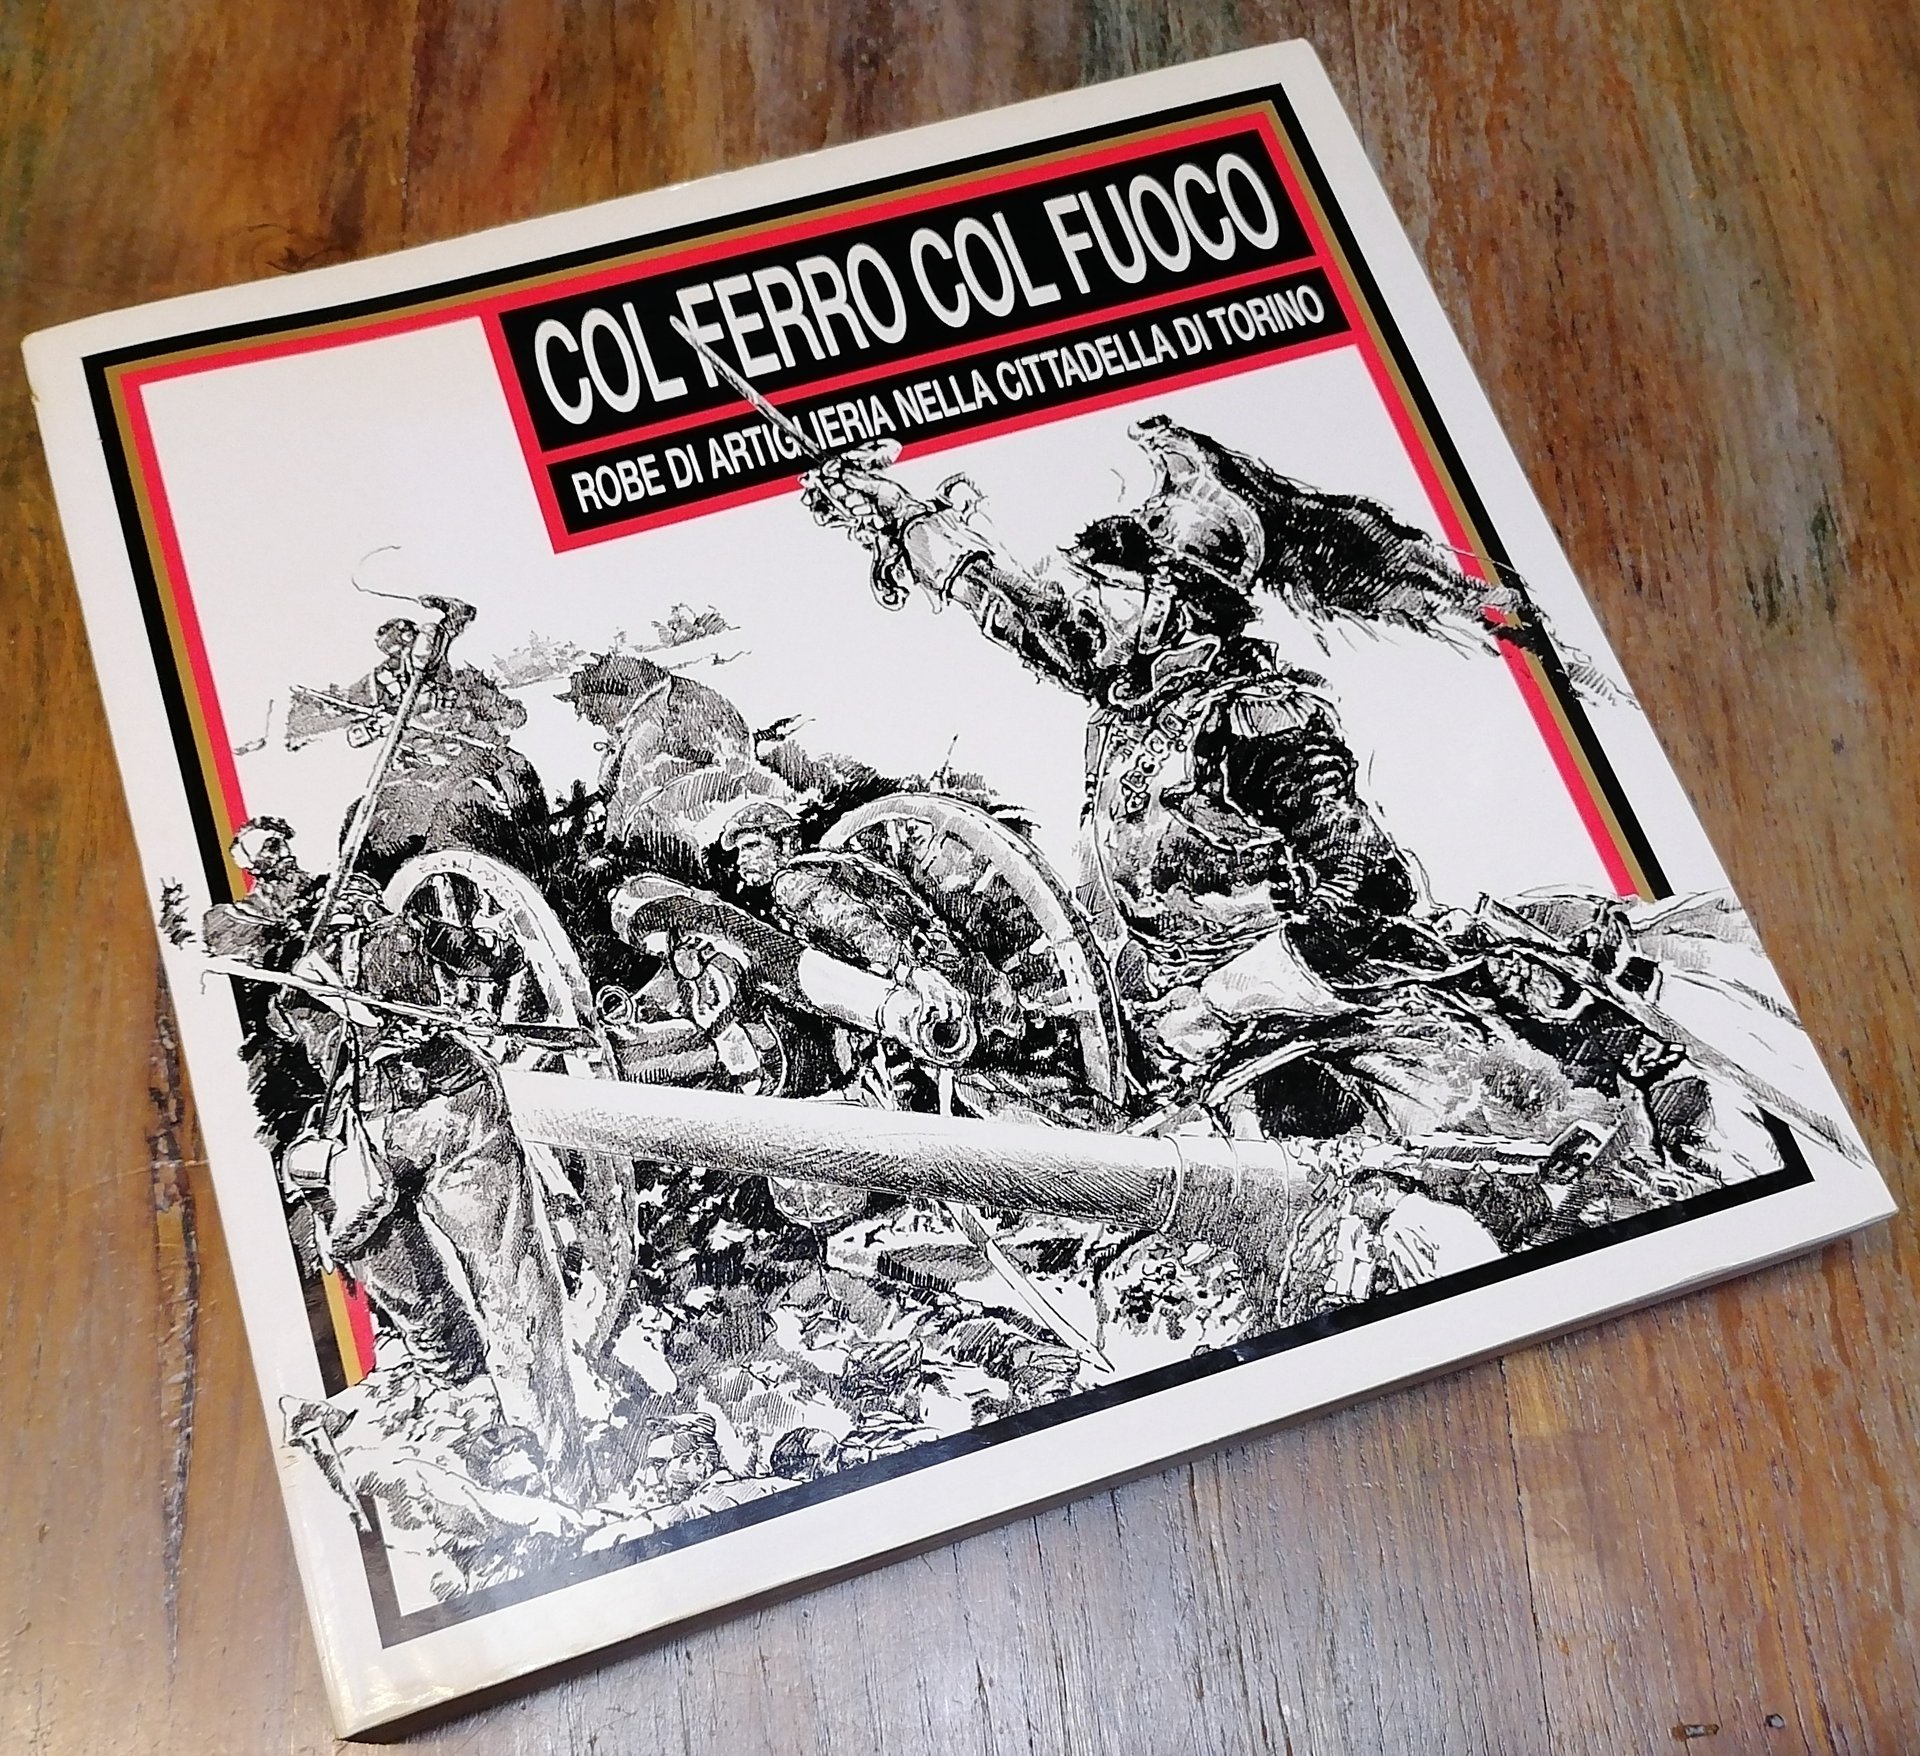 COL FERRO COL FUOCO
ROBE DI ARTIGLIERIA NELLA CITTADELLA DI TORINO